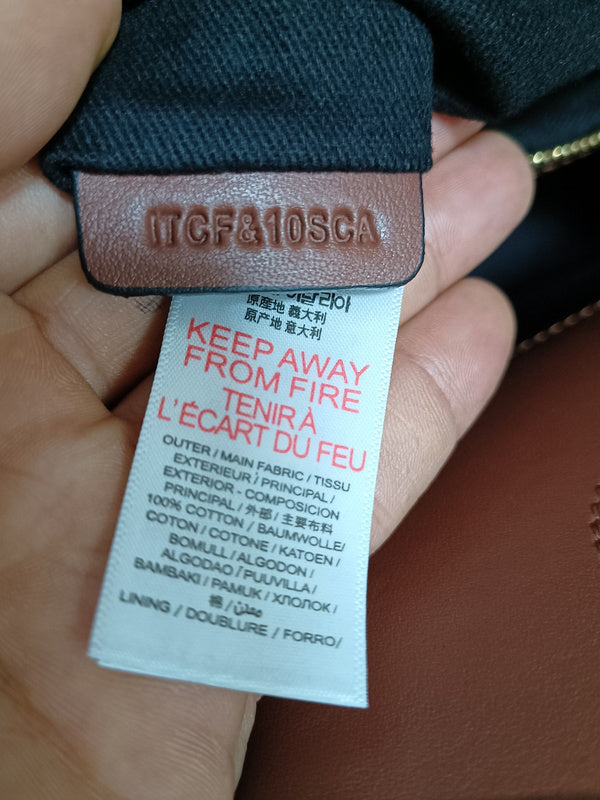 ITCF&10SCA
原産地 義大利
原产地 意大利
KEEP AWAY
FROM FIRE
TENIR À
L'ÉCART DU FEU
OUTER / MAIN FABRIC / TISSU
EXTERIEUR / PRINCIPAL /
EXTERIOR - COMPOSICION
PRINCIPAL / 外部 / 主要布料
100% COTTON / BAUMWOLLE/
COTON / COTONE / KATOEN /
BOMULL / ALGODON /
ALGODAO / PUUVILLA /
BAMBAKI / PAMUK / ХЛОПОК /
棉 /
LINING / DOUBLURE / FORRO/